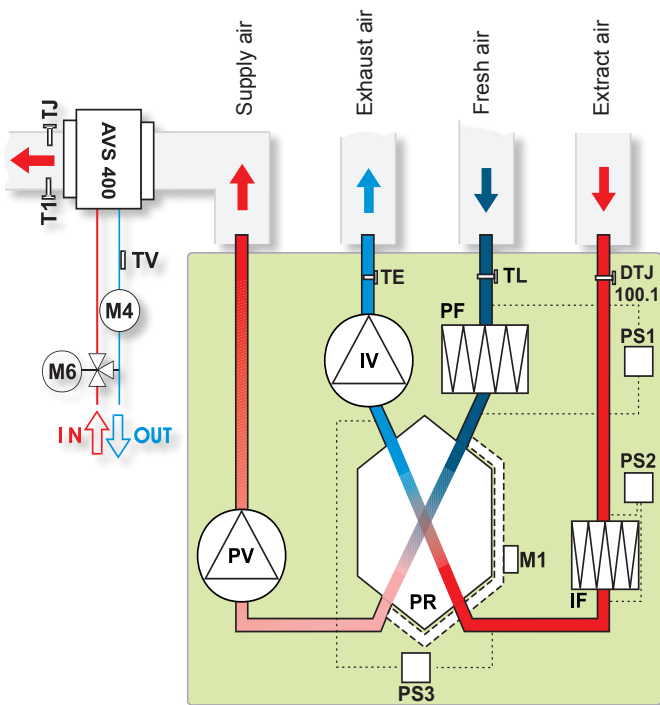 Supply air
Exhaust air
Fresh air
Extract air
TJ
AVS 400
T1
TV
M4
M6
IN
OUT
TE
TL
DTJ
100.1
PF
PS1
IV
PS2
PV
M1
IF
PR
PS3